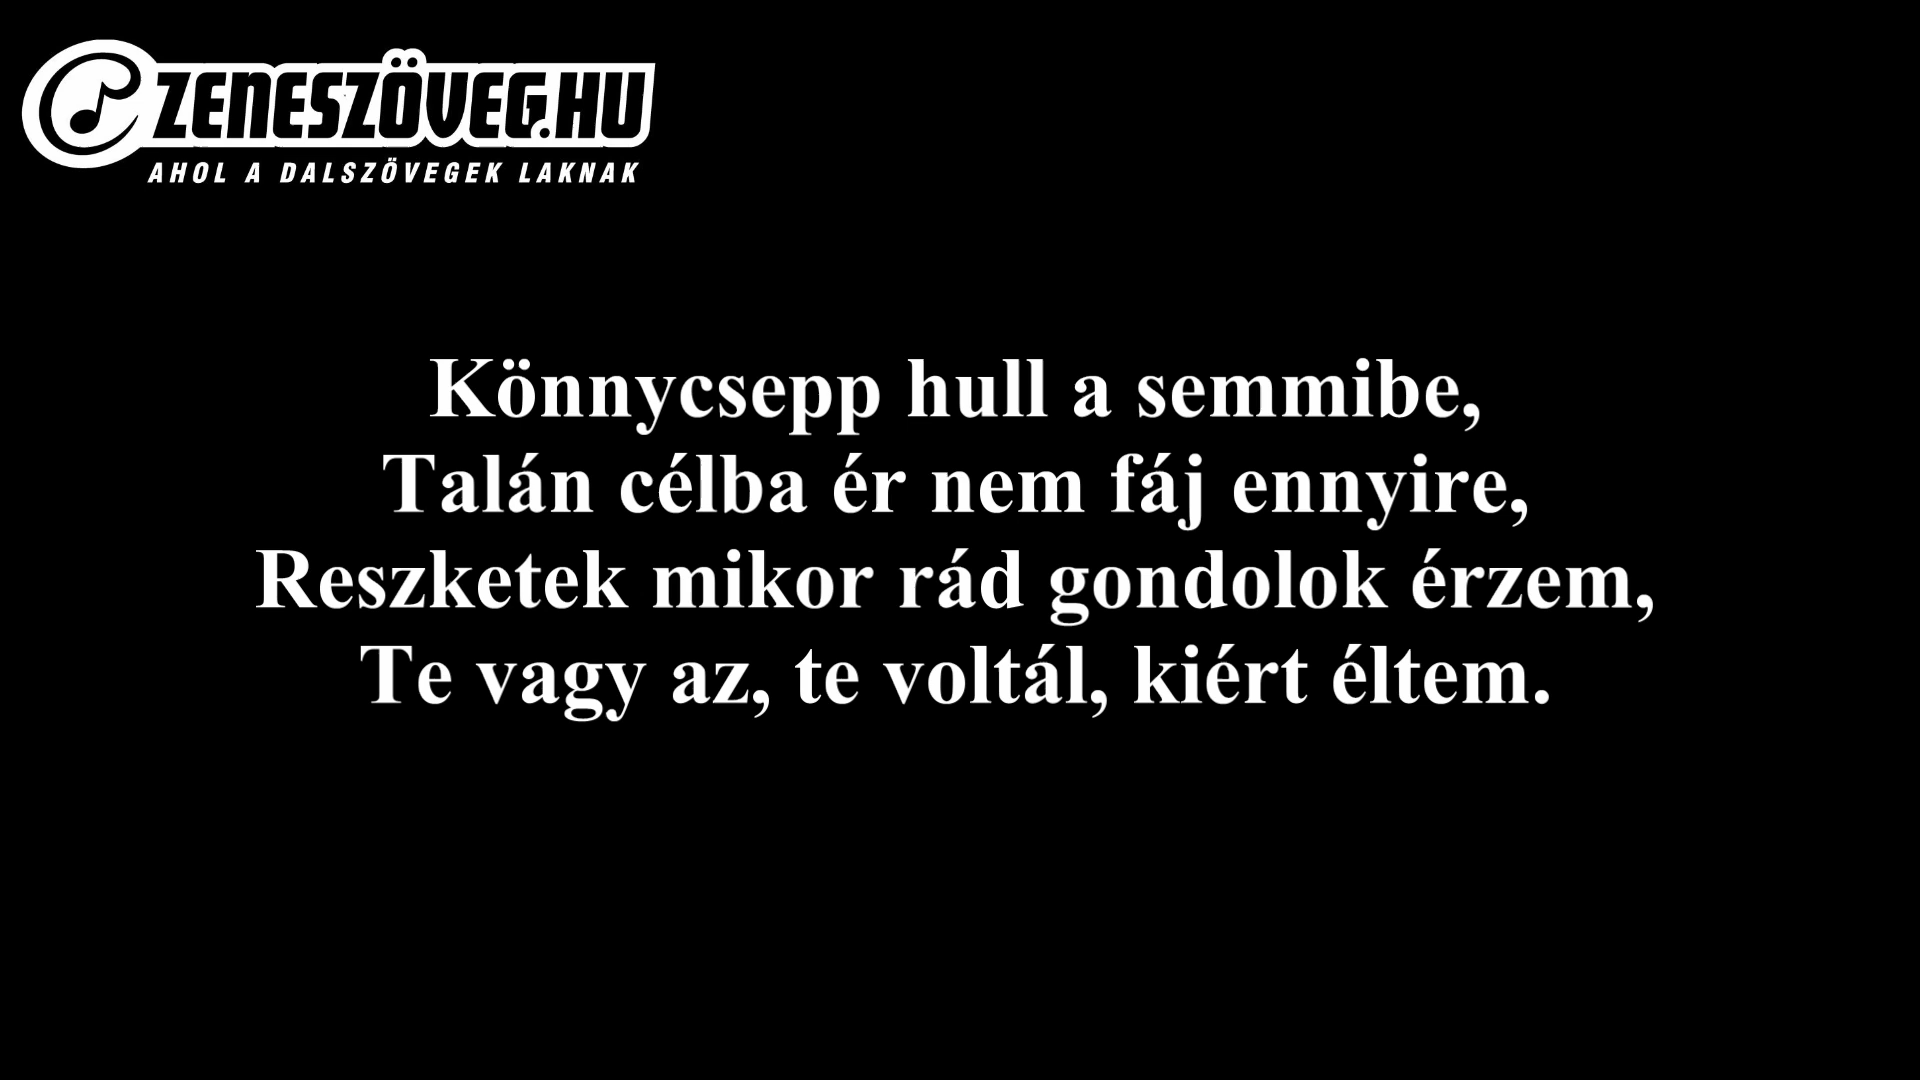 ZENESZÖVEG.HU
AHOL A DALSZÖVEGEK LAKNAK
Könnycsepp hull a semmibe,
Talán célba ér nem fáj ennyire,
Reszketek mikor rád gondolok érzem,
Te vagy az, te voltál, kiért éltem.